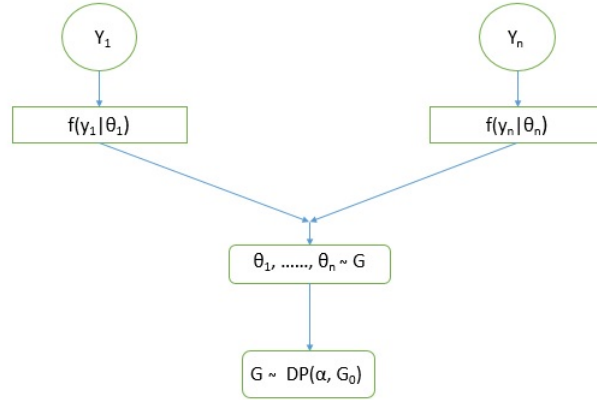 Y₁
Yₙ
f(y₁|θ₁)
f(yₙ|θₙ)
θ₁, ......, θₙ ~ G
G ~ DP(α, G₀)